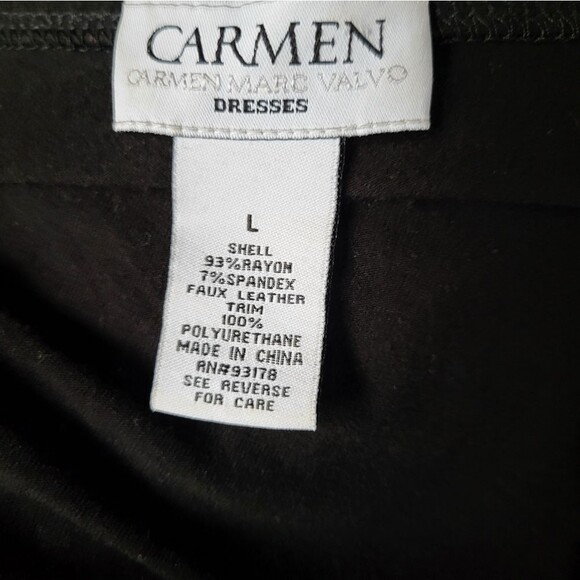 CARMEN
CARMEN MARC VALVO
DRESSES
L
SHELL
93%RAYON
7%SPANDEX
FAUX LEATHER
TRIM
100%
POLYURETHANE
MADE IN CHINA
RN#93178
SEE REVERSE
FOR CARE